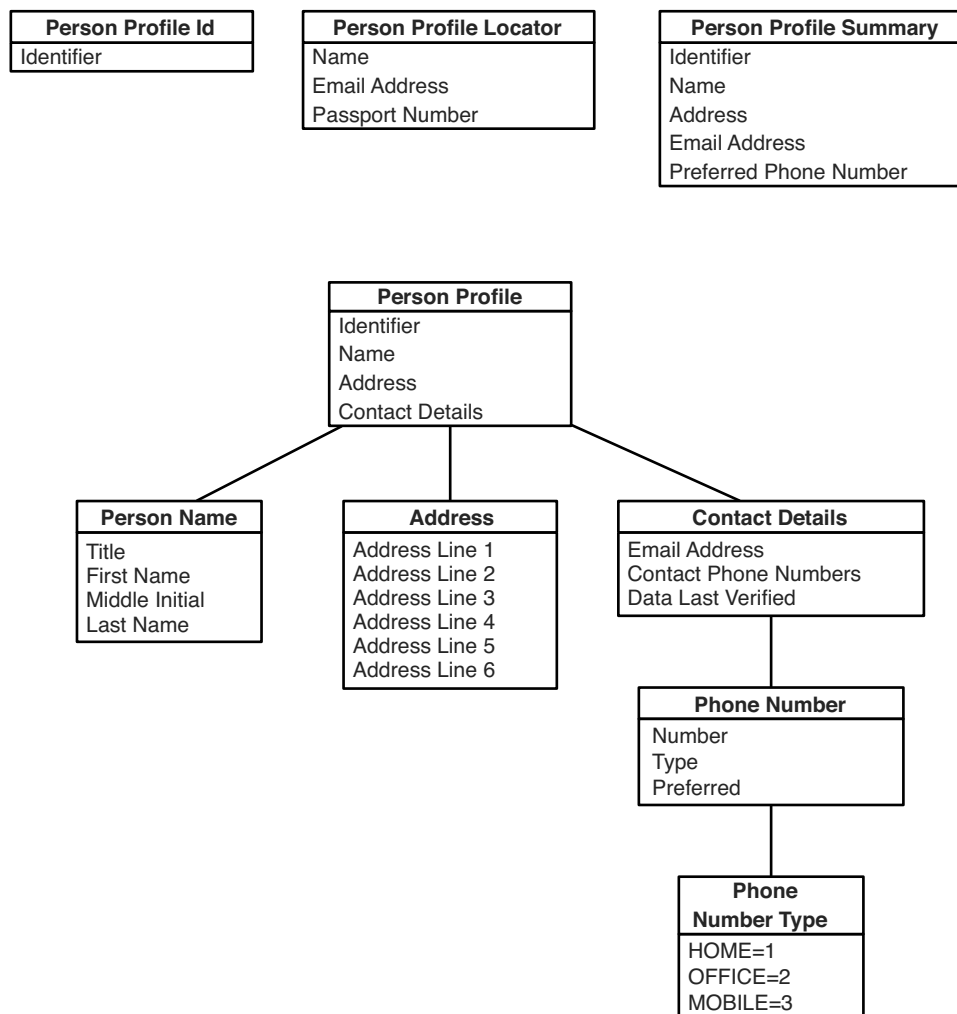 Person Profile Id
Identifier
Person Profile Locator
Name
Email Address
Passport Number
Person Profile Summary
Identifier
Name
Address
Email Address
Preferred Phone Number
Person Profile
Identifier
Name
Address
Contact Details
Person Name
Title
First Name
Middle Initial
Last Name
Address
Address Line 1
Address Line 2
Address Line 3
Address Line 4
Address Line 5
Address Line 6
Contact Details
Email Address
Contact Phone Numbers
Data Last Verified
Phone Number
Number
Type
Preferred
Phone
Number Type
HOME=1
OFFICE=2
MOBILE=3